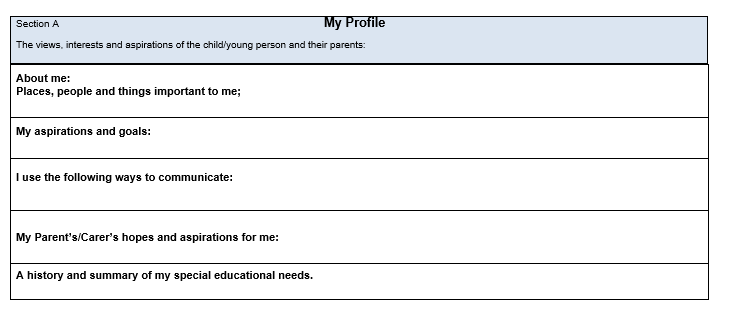 Section A
My Profile
The views, interests and aspirations of the child/young person and their parents:
About me:
Places, people and things important to me;
My aspirations and goals:
I use the following ways to communicate:
My Parent's/Carer's hopes and aspirations for me:
A history and summary of my special educational needs.